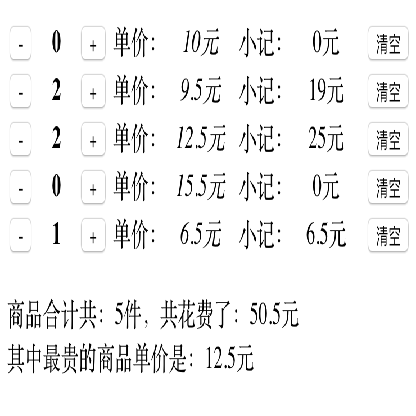 - 0 + 单价： 10元 小记： 0元 清空
- 2 + 单价： 9.5元 小记： 19元 清空
- 2 + 单价： 12.5元 小记： 25元 清空
- 0 + 单价： 15.5元 小记： 0元 清空
- 1 + 单价： 6.5元 小记： 6.5元 清空
商品合计共：5件，共花费了：50.5元
其中最贵的商品单价是：12.5元